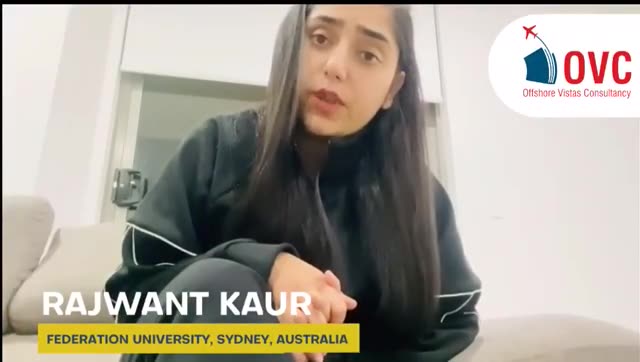 OVC
Offshore Vistas Consultancy
RAJWANT KAUR
FEDERATION UNIVERSITY, SYDNEY, AUSTRALIA